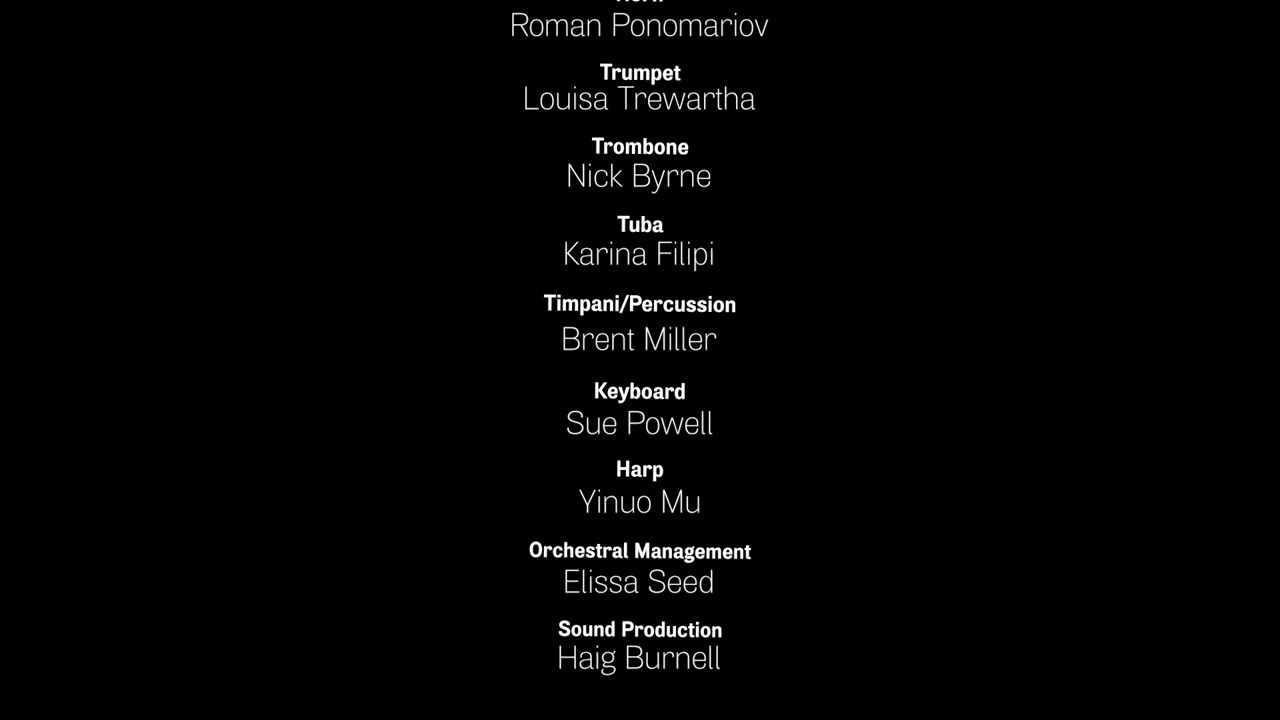 Roman Ponomariov
Trumpet
Louisa Trewartha
Trombone
Nick Byrne
Tuba
Karina Filipi
Timpani/Percussion
Brent Miller
Keyboard
Sue Powell
Harp
Yinuo Mu
Orchestral Management
Elissa Seed
Sound Production
Haig Burnell